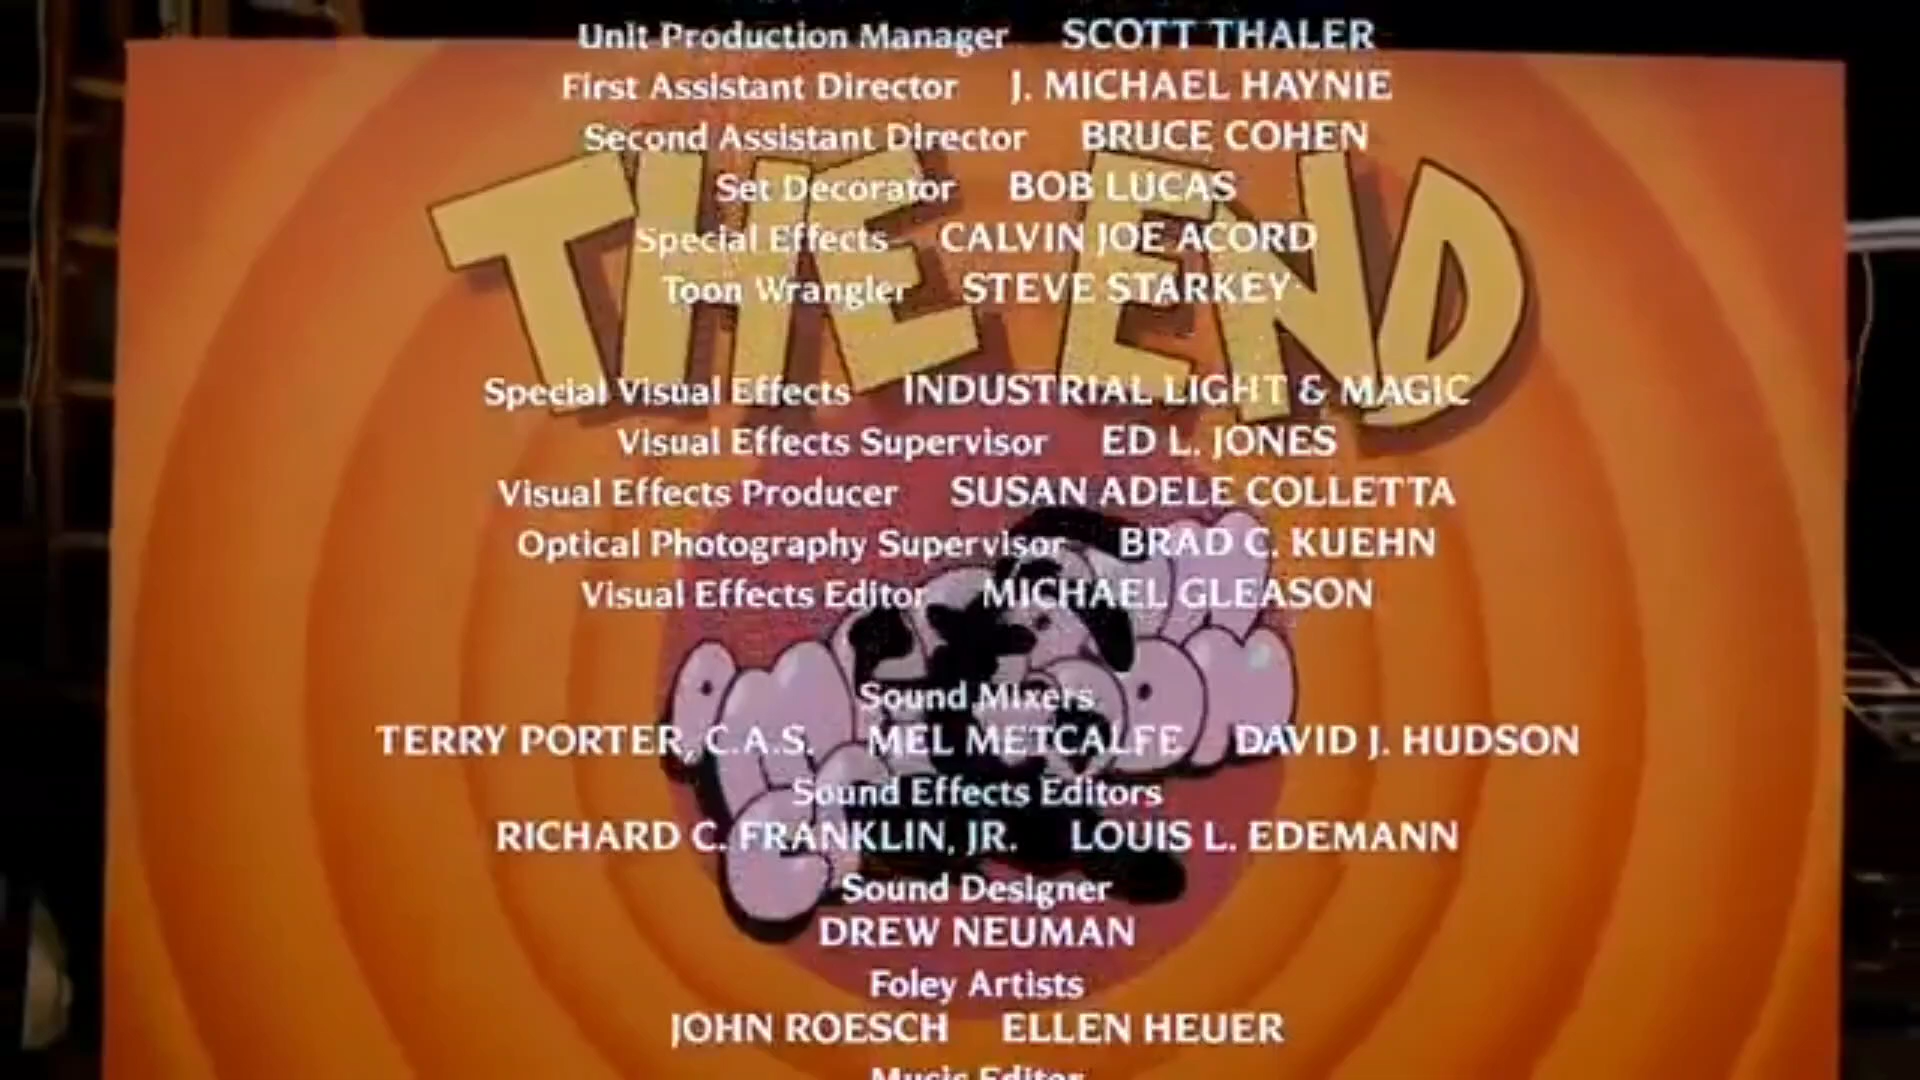 Unit Production Manager SCOTT THALER
First Assistant Director J. MICHAEL HAYNIE
Second Assistant Director BRUCE COHEN
Set Decorator BOB LUCAS
Special Effects CALVIN JOE ACORD
Toon Wrangler STEVE STARKEY
THE END
Special Visual Effects INDUSTRIAL LIGHT & MAGIC
Visual Effects Supervisor ED L. JONES
Visual Effects Producer SUSAN ADELE COLLETTA
Optical Photography Supervisor BRAD C. KUEHN
Visual Effects Editor MICHAEL GLEASON
Sound Mixers
TERRY PORTER, C.A.S. MEL METCALFE DAVID J. HUDSON
Sound Effects Editors
RICHARD C. FRANKLIN, JR. LOUIS L. EDEMANN
Sound Designer
DREW NEUMAN
Foley Artists
JOHN ROESCH ELLEN HEUER
Music Editor